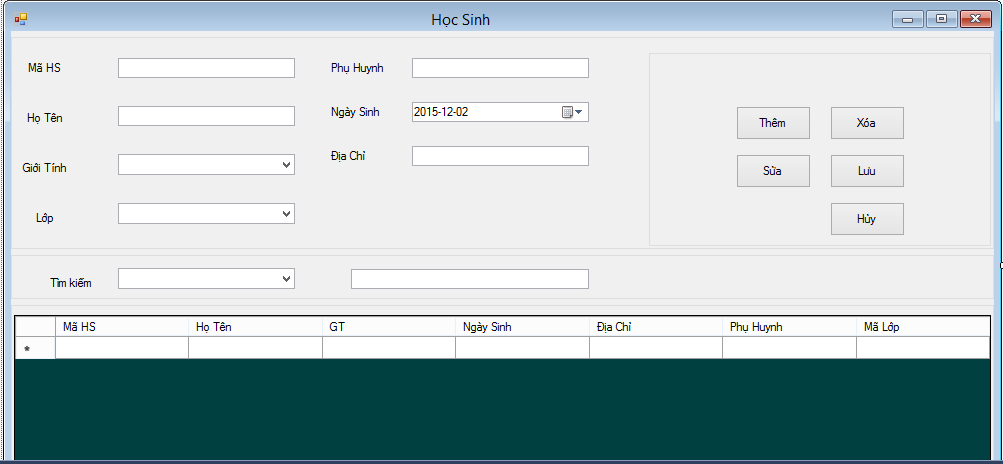 Học Sinh
Mã HS
Phụ Huynh
Họ Tên
Ngày Sinh
2015-12-02
Giới Tính
Địa Chỉ
Lớp
Thêm
Xóa
Sửa
Lưu
Hủy
Tìm kiếm
Mã HS Họ Tên GT Ngày Sinh Địa Chỉ Phụ Huynh Mã Lớp
*